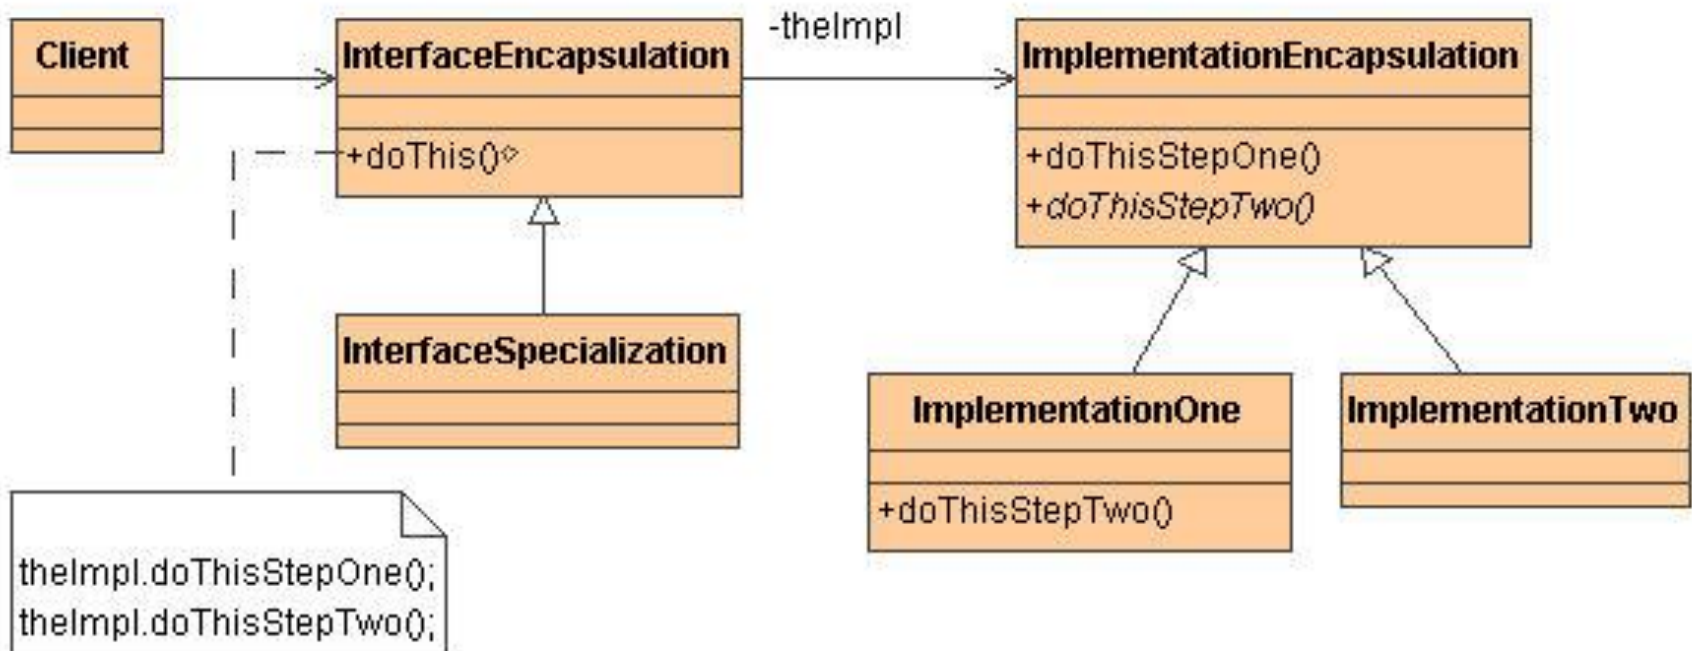 Client
InterfaceEncapsulation
+doThis()
-theImpl
ImplementationEncapsulation
+doThisStepOne()
+doThisStepTwo()
InterfaceSpecialization
ImplementationOne
+doThisStepTwo()
ImplementationTwo
theImpl.doThisStepOne();
theImpl.doThisStepTwo();